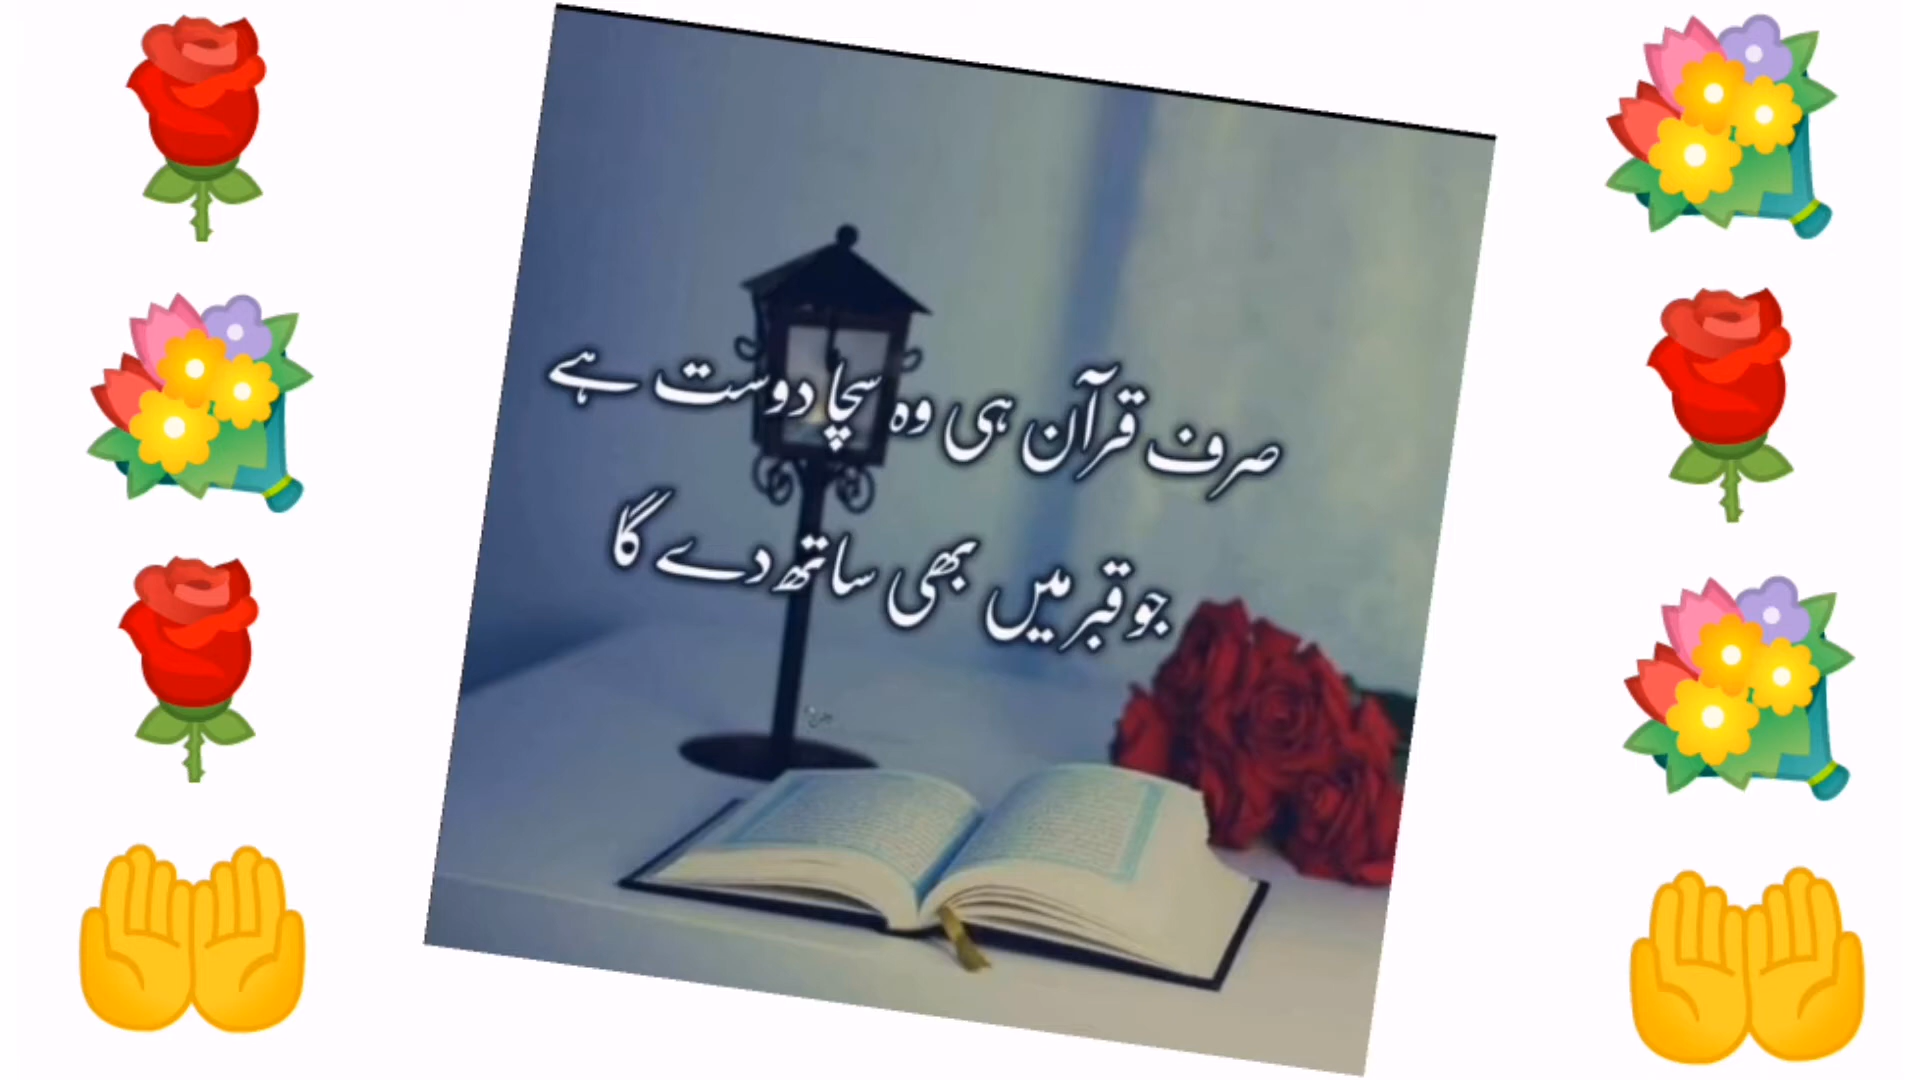 صرف قرآن ہی وہ سچا دوست ہے
جو قبر میں بھی ساتھ دے گا